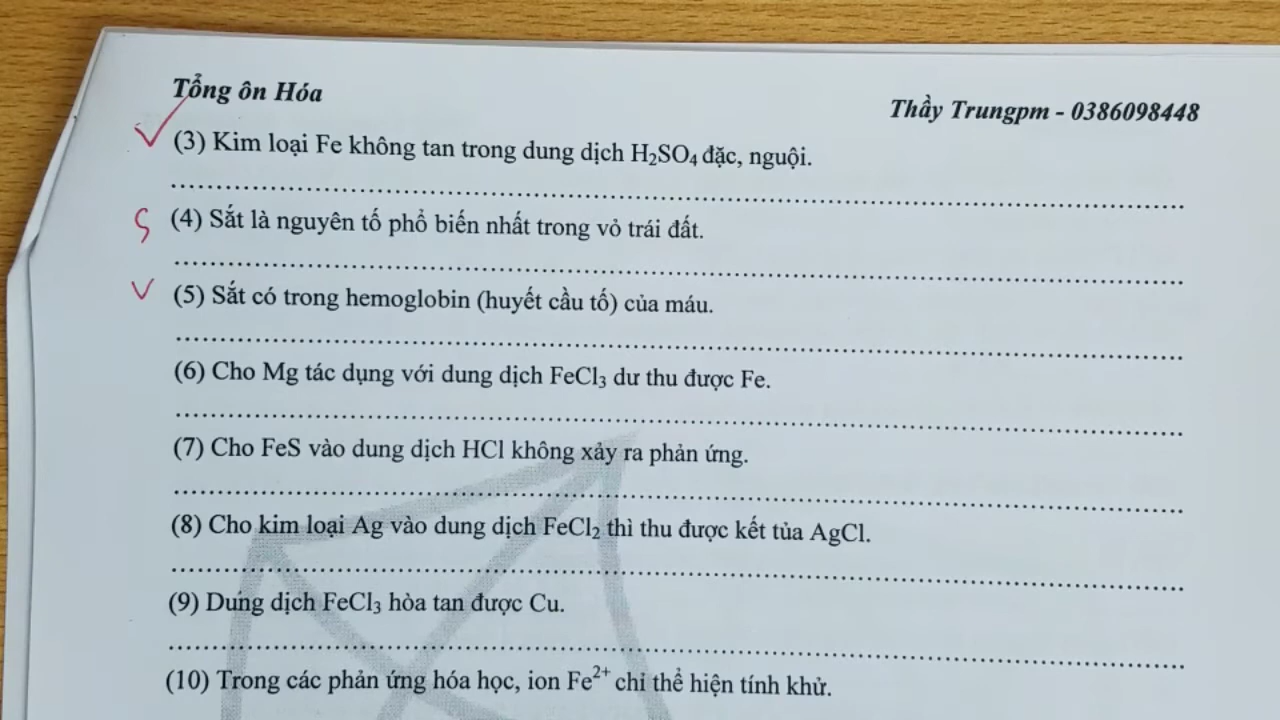 Tổng ôn Hóa
Thầy Trungpm - 0386098448
(3) Kim loại Fe không tan trong dung dịch H₂SO₄ đặc, nguội.
(4) Sắt là nguyên tố phổ biến nhất trong vỏ trái đất.
(5) Sắt có trong hemoglobin (huyết cầu tố) của máu.
(6) Cho Mg tác dụng với dung dịch FeCl₃ dư thu được Fe.
(7) Cho FeS vào dung dịch HCl không xảy ra phản ứng.
(8) Cho kim loại Ag vào dung dịch FeCl₂ thì thu được kết tủa AgCl.
(9) Dung dịch FeCl₃ hòa tan được Cu.
(10) Trong các phản ứng hóa học, ion Fe²⁺ chỉ thể hiện tính khử.